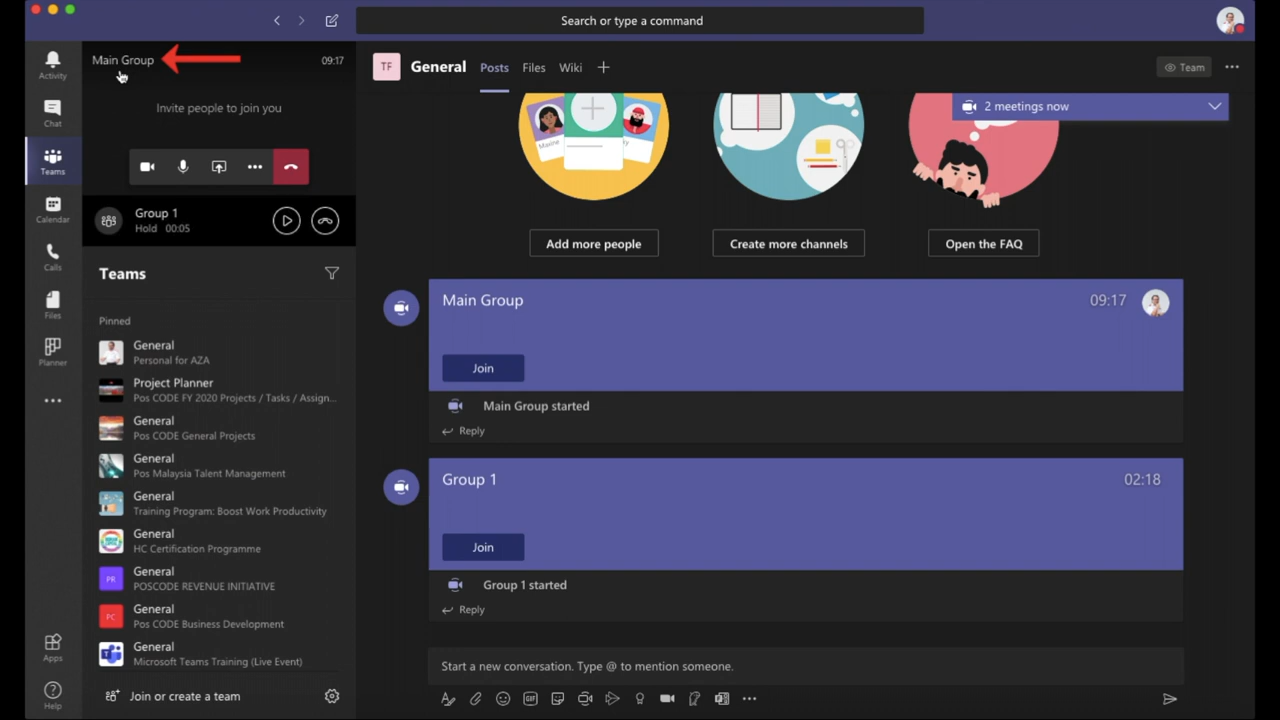 Search or type a command
Activity
Chat
Teams
Calendar
Calls
Files
Planner
Apps
Help
Main Group
09:17
Invite people to join you
Group 1
Hold 00:05
Teams
Pinned
General
Personal for AZA
Project Planner
Pos CODE FY 2020 Projects / Tasks / Assign...
General
Pos CODE General Projects
General
Pos Malaysia Talent Management
General
Training Program: Boost Work Productivity
General
HC Certification Programme
PR
General
POSCODE REVENUE INITIATIVE
PC
General
Pos CODE Business Development
General
Microsoft Teams Training (Live Event)
Join or create a team
TF
General
Posts
Files
Wiki
Team
2 meetings now
Maxine
Add more people
Create more channels
Open the FAQ
Main Group
09:17
Join
Main Group started
Reply
Group 1
02:18
Join
Group 1 started
Reply
Start a new conversation. Type @ to mention someone.
GIF